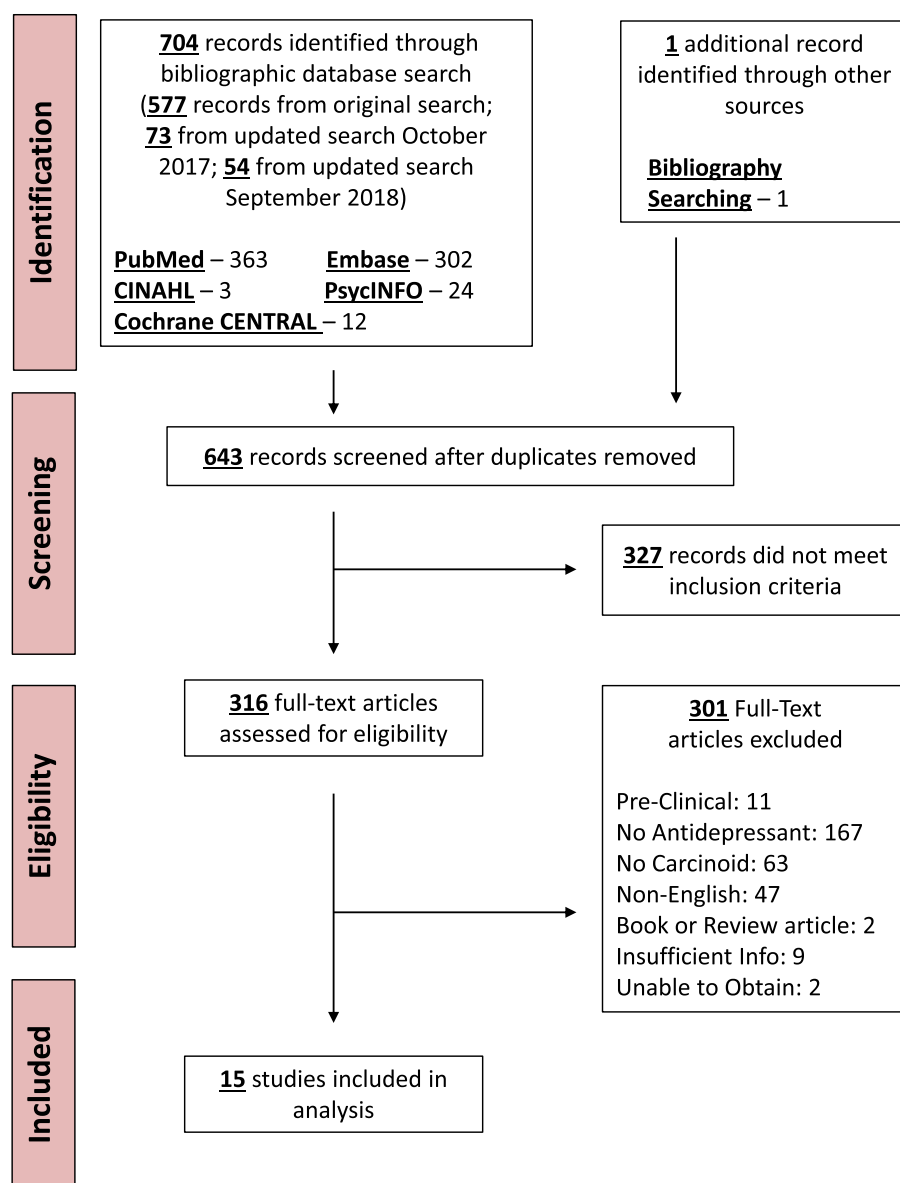 Identification
704 records identified through
bibliographic database search
(577 records from original search;
73 from updated search October
2017; 54 from updated search
September 2018)
PubMed – 363 Embase – 302
CINAHL – 3 PsycINFO – 24
Cochrane CENTRAL – 12
1 additional record
identified through other
sources
Bibliography
Searching – 1
Screening
643 records screened after duplicates removed
327 records did not meet
inclusion criteria
Eligibility
316 full-text articles
assessed for eligibility
301 Full-Text
articles excluded
Pre-Clinical: 11
No Antidepressant: 167
No Carcinoid: 63
Non-English: 47
Book or Review article: 2
Insufficient Info: 9
Unable to Obtain: 2
Included
15 studies included in
analysis